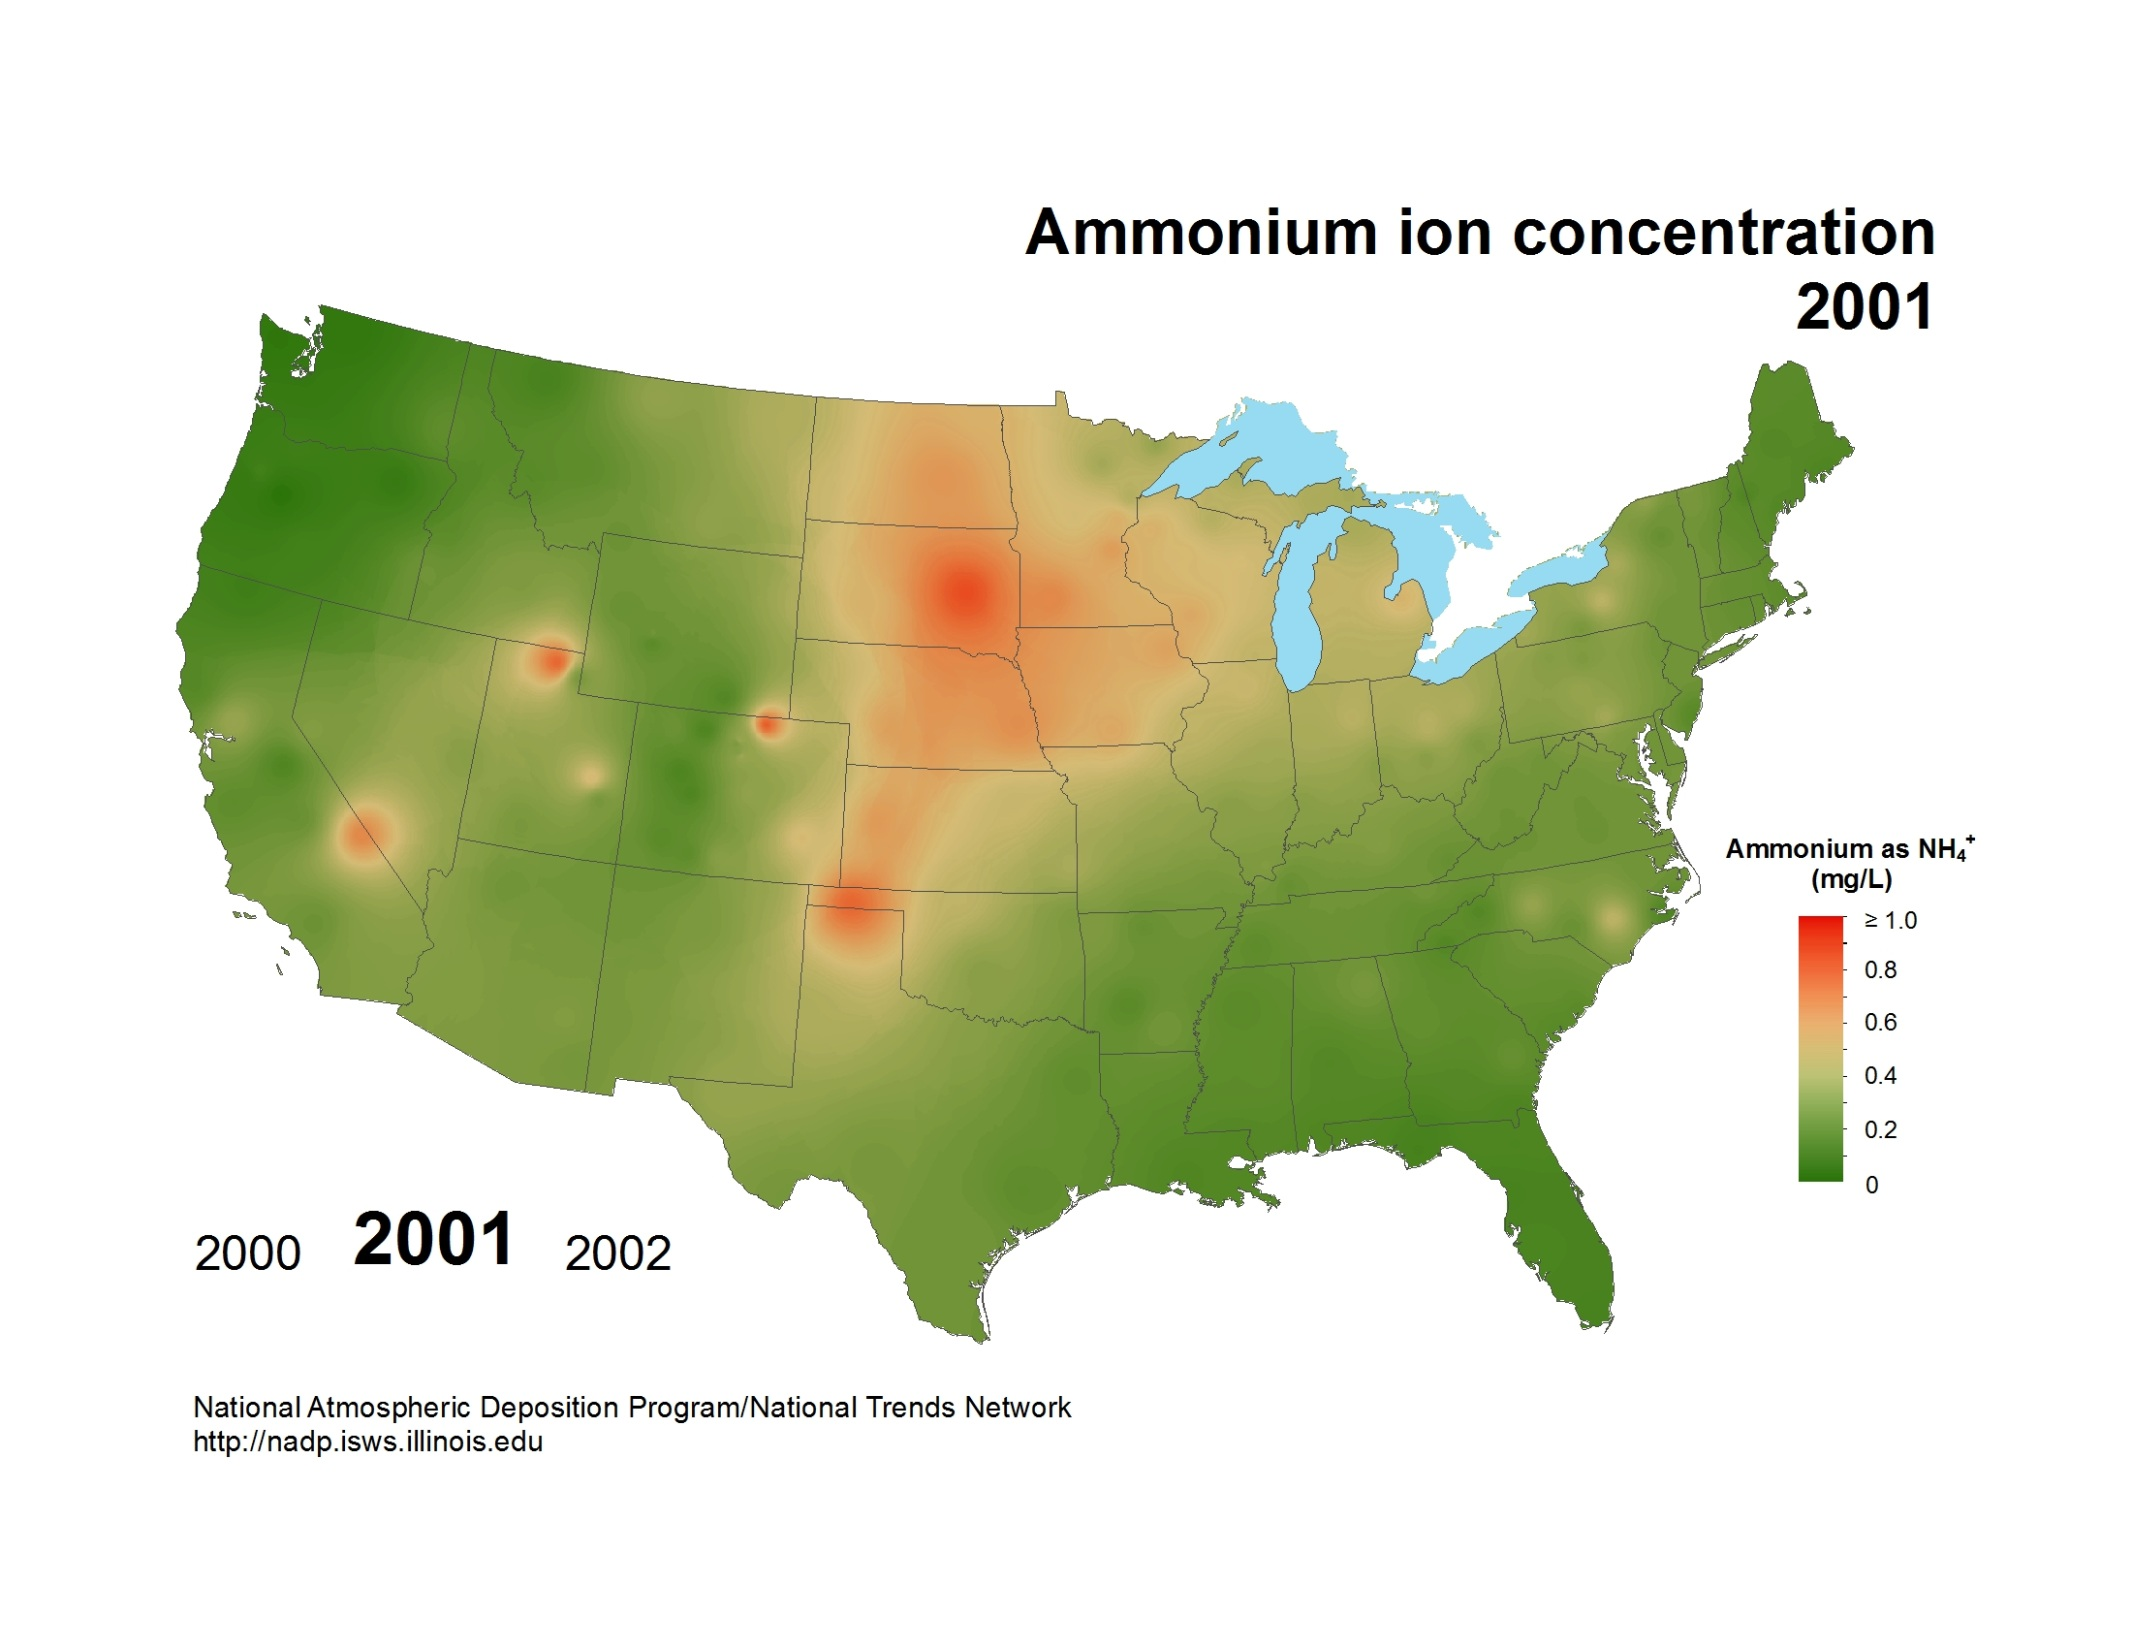 Ammonium ion concentration
2001
Ammonium as NH₄⁺
(mg/L)
≥ 1.0
0.8
0.6
0.4
0.2
0
2000 2001 2002
National Atmospheric Deposition Program/National Trends Network
http://nadp.isws.illinois.edu